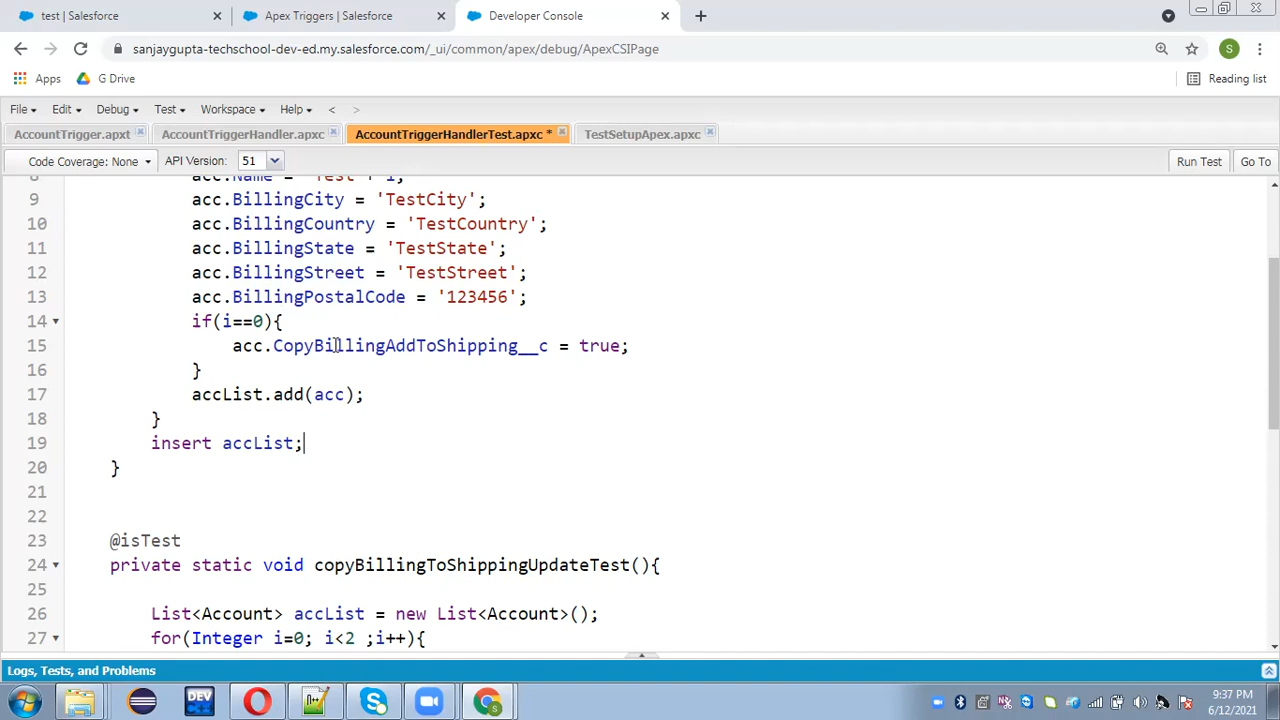 test | Salesforce
Apex Triggers | Salesforce
Developer Console
sanjaygupta-techschool-dev-ed.my.salesforce.com/_ui/common/apex/debug/ApexCSIPage
S
Apps
G Drive
Reading list
File Edit Debug Test Workspace Help < >
AccountTrigger.apxt
AccountTriggerHandler.apxc
AccountTriggerHandlerTest.apxc *
TestSetupApex.apxc
Code Coverage: None
API Version: 51
Run Test
Go To
8 acc.Name = 'Test'+ i;
9 acc.BillingCity = 'TestCity';
10 acc.BillingCountry = 'TestCountry';
11 acc.BillingState = 'TestState';
12 acc.BillingStreet = 'TestStreet';
13 acc.BillingPostalCode = '123456';
14 if(i==0){
15 acc.CopyBillingAddToShipping__c = true;
16 }
17 accList.add(acc);
18 }
19 insert accList;
20 }
21
22
23 @isTest
24 private static void copyBillingToShippingUpdateTest(){
25
26 List<Account> accList = new List<Account>();
27 for(Integer i=0; i<2 ;i++){
Logs, Tests, and Problems
DEV
S
9:37 PM
6/12/2021